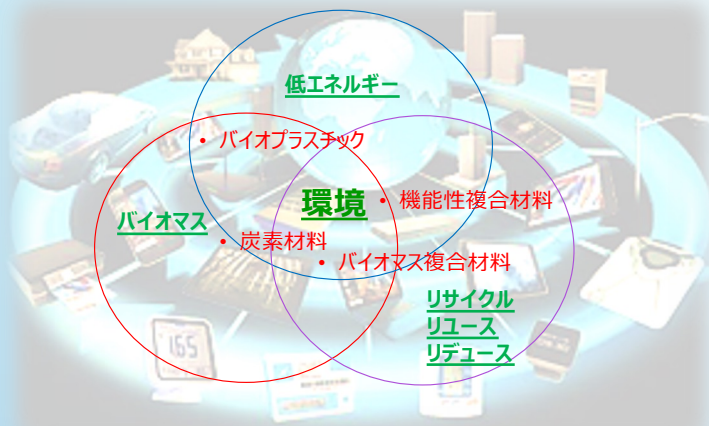 低エネルギー
• バイオプラスチック
環境
• 機能性複合材料
バイオマス
• 炭素材料
• バイオマス複合材料
リサイクル
リユース
リデュース
165